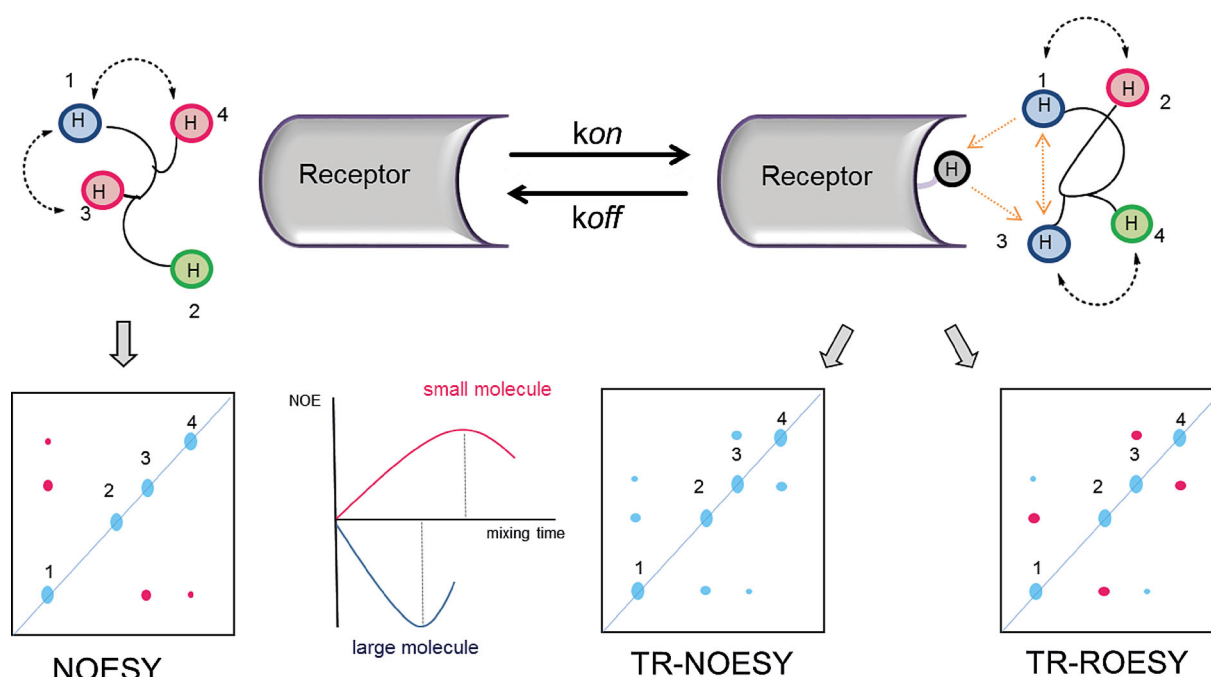 1
H
4
H
H
3
H
2
Receptor
kon
koff
Receptor
H
1
H
H
2
3
H
H
4
NOE
small molecule
mixing time
large molecule
1
2
3
4
NOESY
1
2
3
4
TR-NOESY
1
2
3
4
TR-ROESY